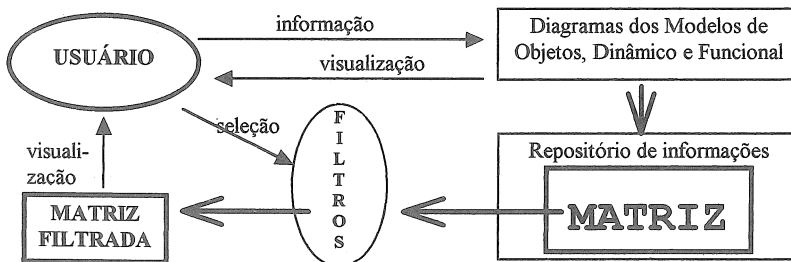 informação
Diagramas dos Modelos de
Objetos, Dinâmico e Funcional
USUÁRIO
visualização
seleção
FILTROS
visuali-
zação
Repositório de informações
MATRIZ
MATRIZ
FILTRADA